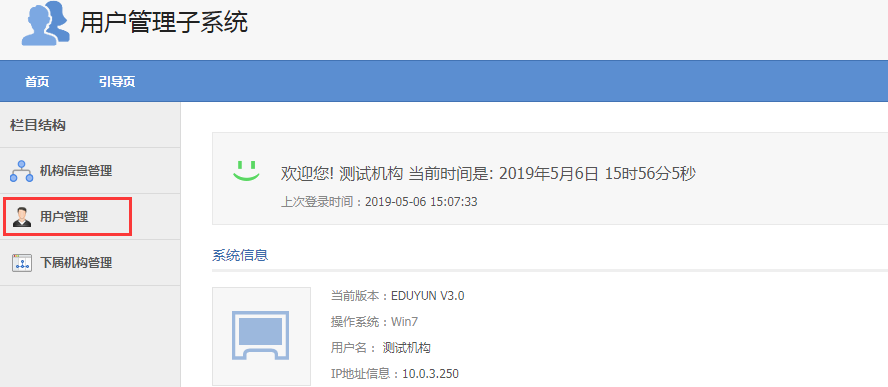 用户管理子系统
首页 引导页
栏目结构
机构信息管理
用户管理
下属机构管理
欢迎您! 测试机构 当前时间是: 2019年5月6日 15时56分5秒
上次登录时间：2019-05-06 15:07:33
系统信息
当前版本：EDUYUN V3.0
操作系统：Win7
用户名： 测试机构
IP地址信息：10.0.3.250